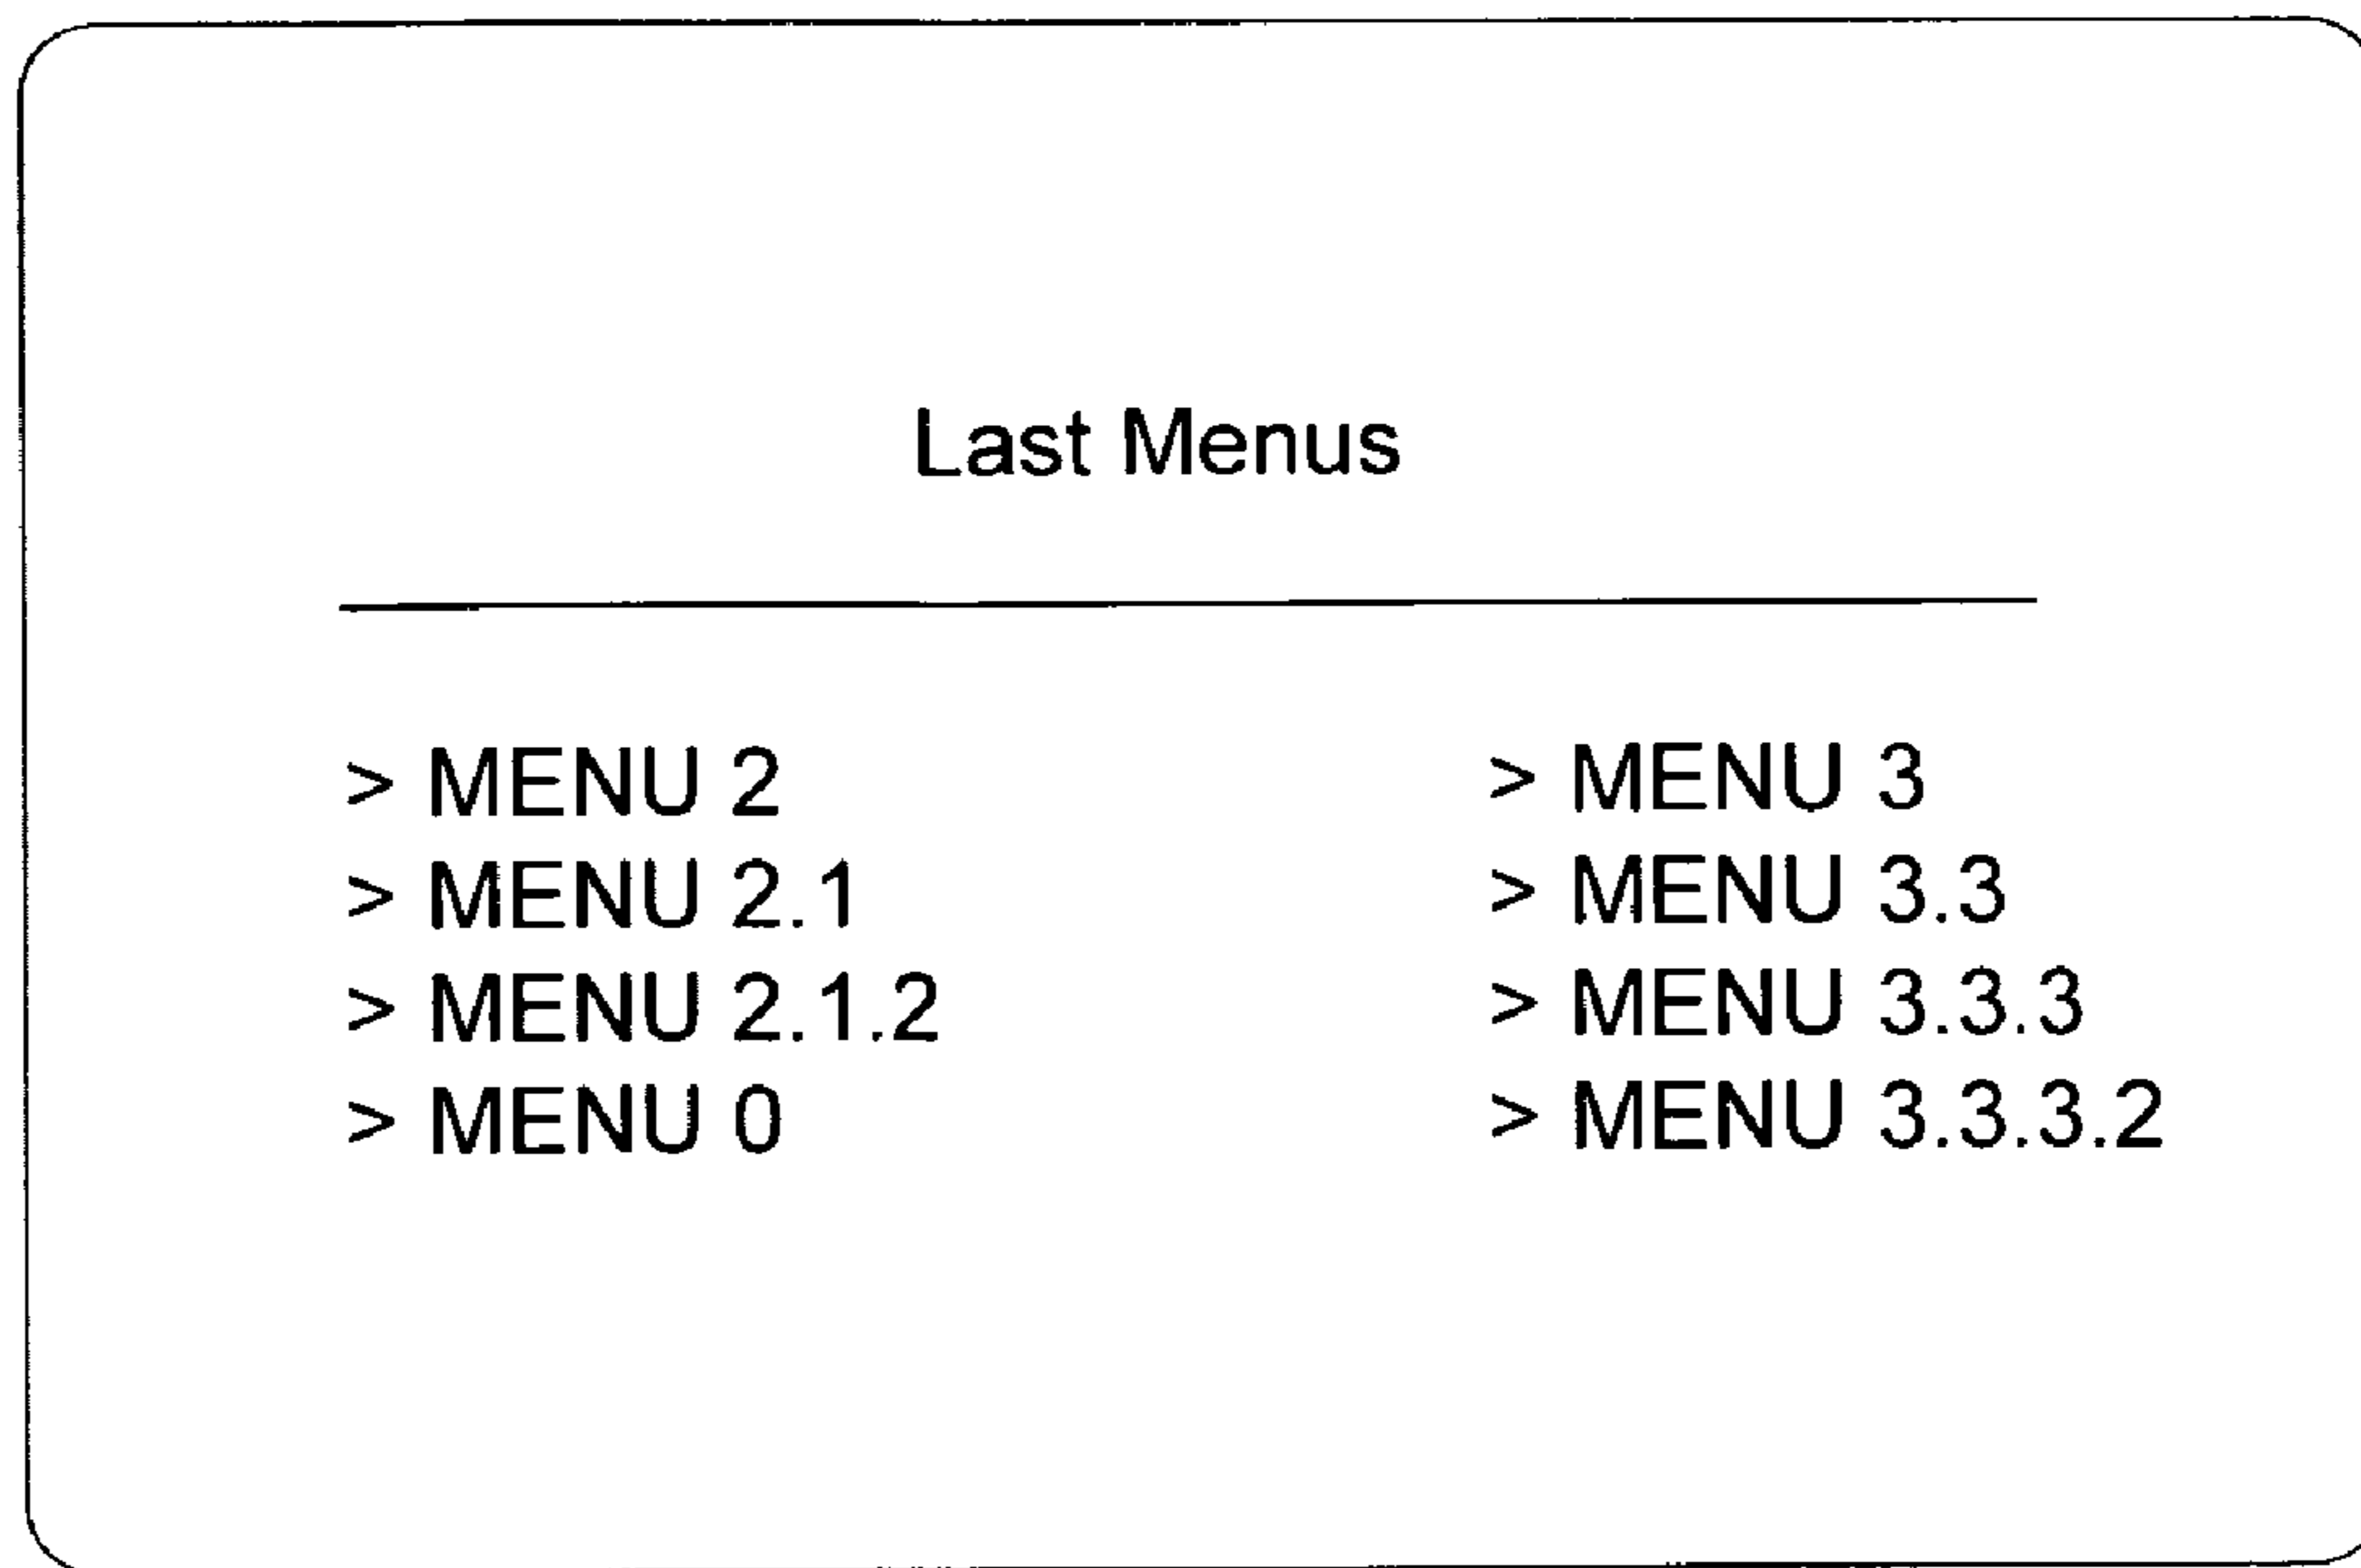 Last Menus
> MENU 2
> MENU 2.1
> MENU 2.1.2
> MENU 0
> MENU 3
> MENU 3.3
> MENU 3.3.3
> MENU 3.3.3.2